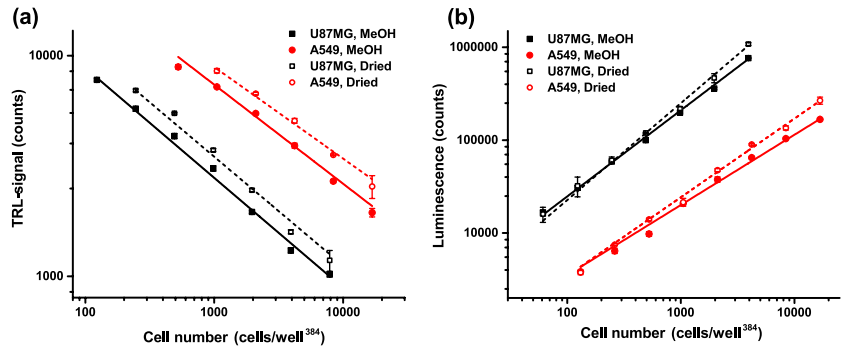 (a)
U87MG, MeOH
A549, MeOH
U87MG, Dried
A549, Dried
10000
1000
TRL-signal (counts)
100
1000
10000
Cell number (cells/well³⁸⁴)
(b)
U87MG, MeOH
A549, MeOH
U87MG, Dried
A549, Dried
1000000
100000
10000
Luminescence (counts)
100
1000
10000
Cell number (cells/well³⁸⁴)